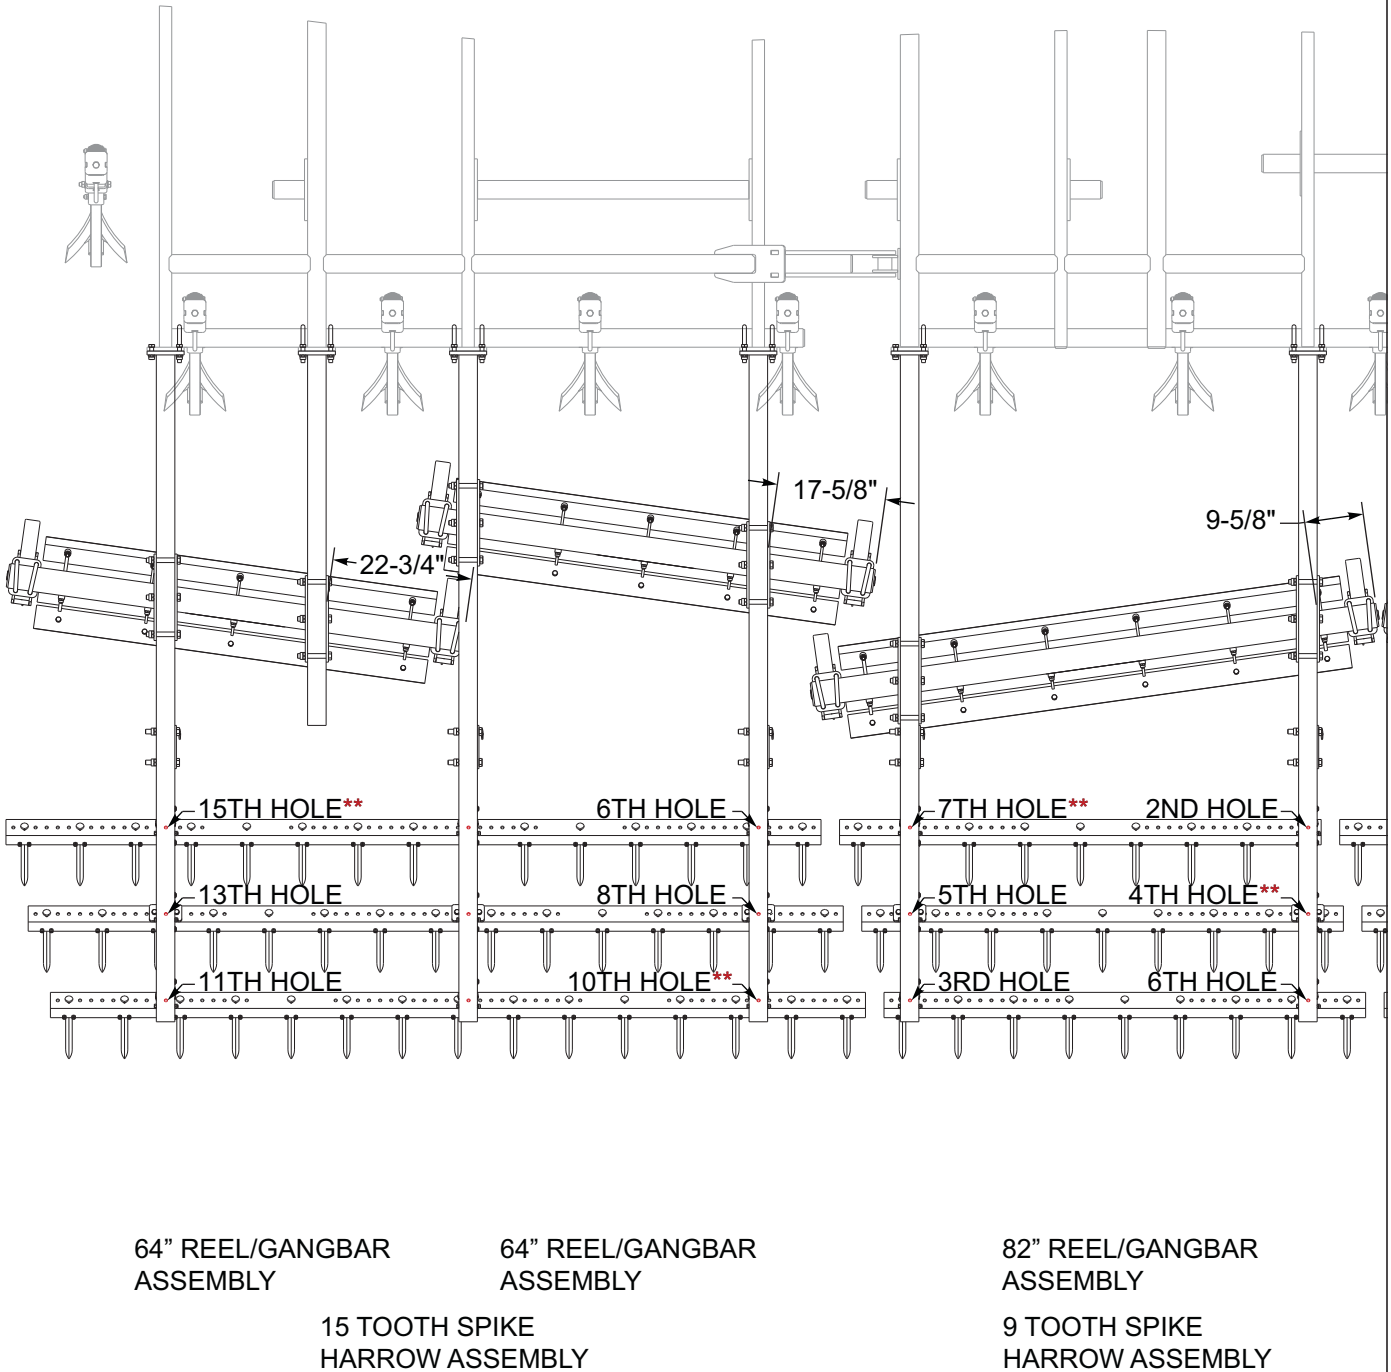 17-5/8"
9-5/8"
22-3/4"
15TH HOLE**
6TH HOLE
7TH HOLE**
2ND HOLE
13TH HOLE
8TH HOLE
5TH HOLE
4TH HOLE**
11TH HOLE
10TH HOLE**
3RD HOLE
6TH HOLE
64” REEL/GANGBAR
ASSEMBLY
64” REEL/GANGBAR
ASSEMBLY
82” REEL/GANGBAR
ASSEMBLY
15 TOOTH SPIKE
HARROW ASSEMBLY
9 TOOTH SPIKE
HARROW ASSEMBLY